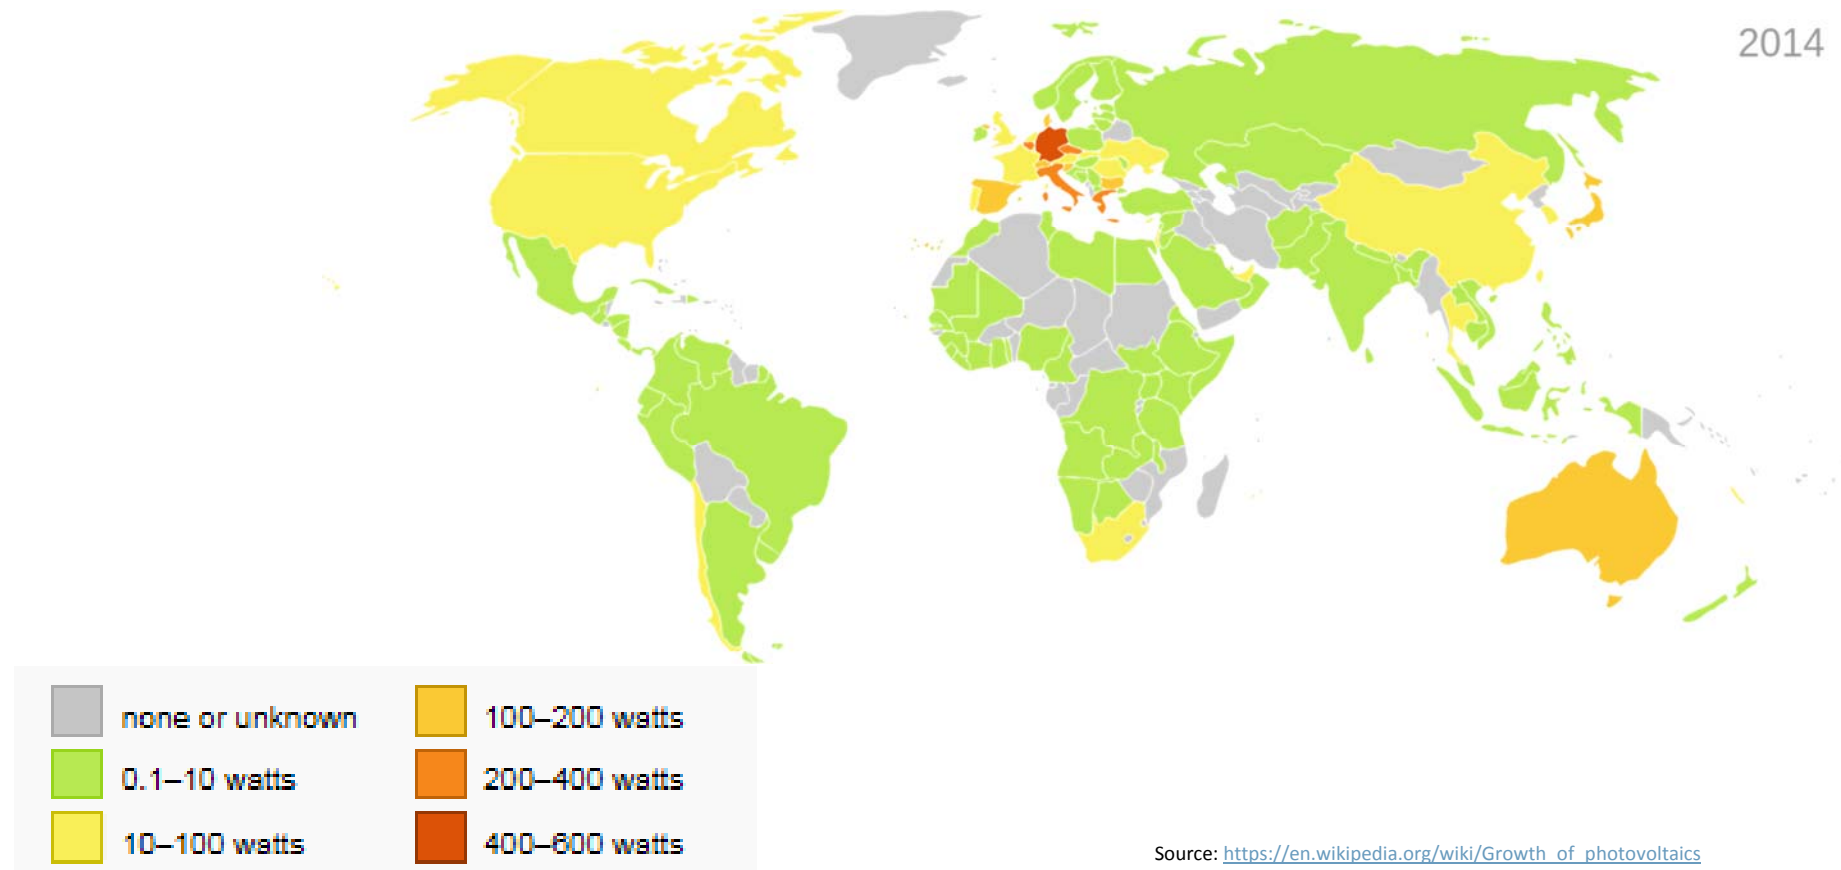 2014
none or unknown
0.1–10 watts
10–100 watts
100–200 watts
200–400 watts
400–600 watts
Source: https://en.wikipedia.org/wiki/Growth_of_photovoltaics